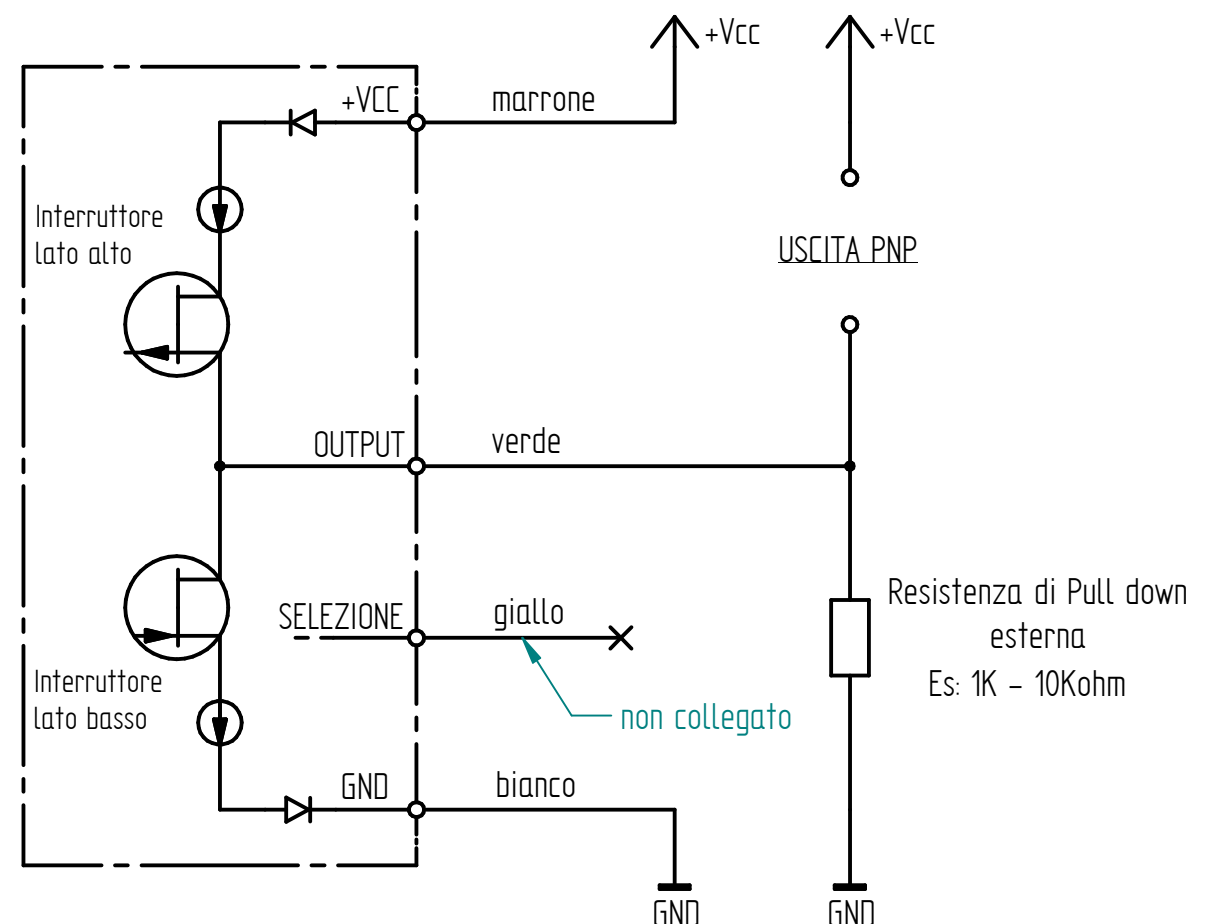 +Vcc
+Vcc
+VCC
marrone
Interruttore
lato alto
USCITA PNP
OUTPUT
verde
SELEZIONE
giallo
Resistenza di Pull down
esterna
Es: 1K - 10Kohm
Interruttore
lato basso
non collegato
GND
bianco
GND
GND